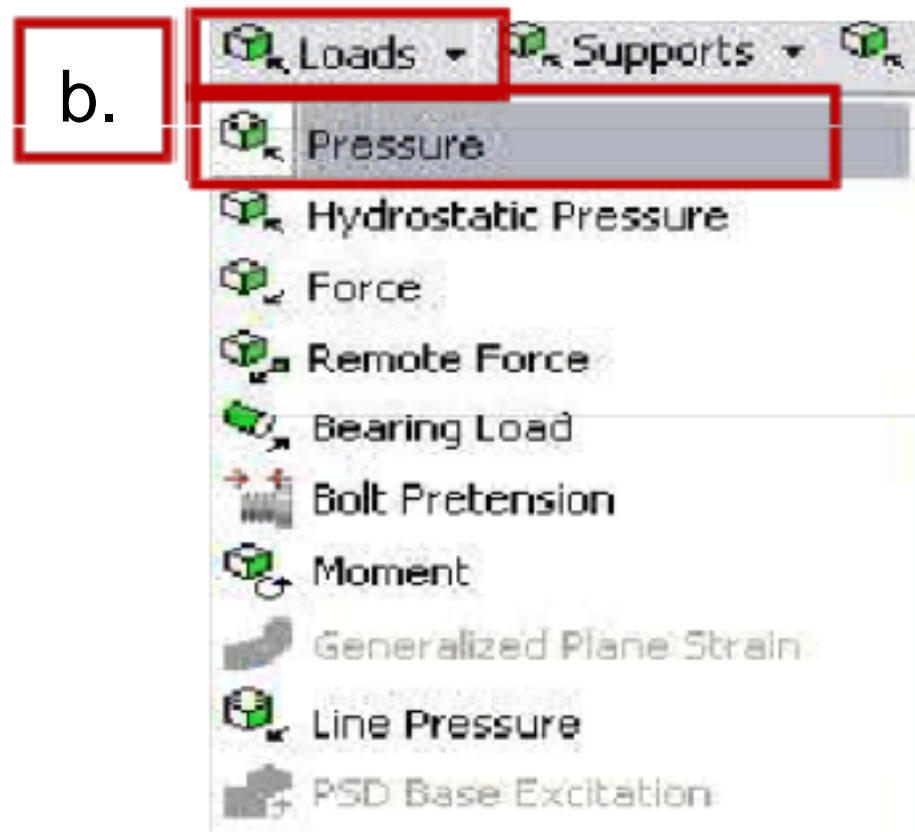 b.
Loads Supports
Pressure
Hydrostatic Pressure
Force
Remote Force
Bearing Load
Bolt Pretension
Moment
Generalized Plane Strain
Line Pressure
PSD Base Excitation